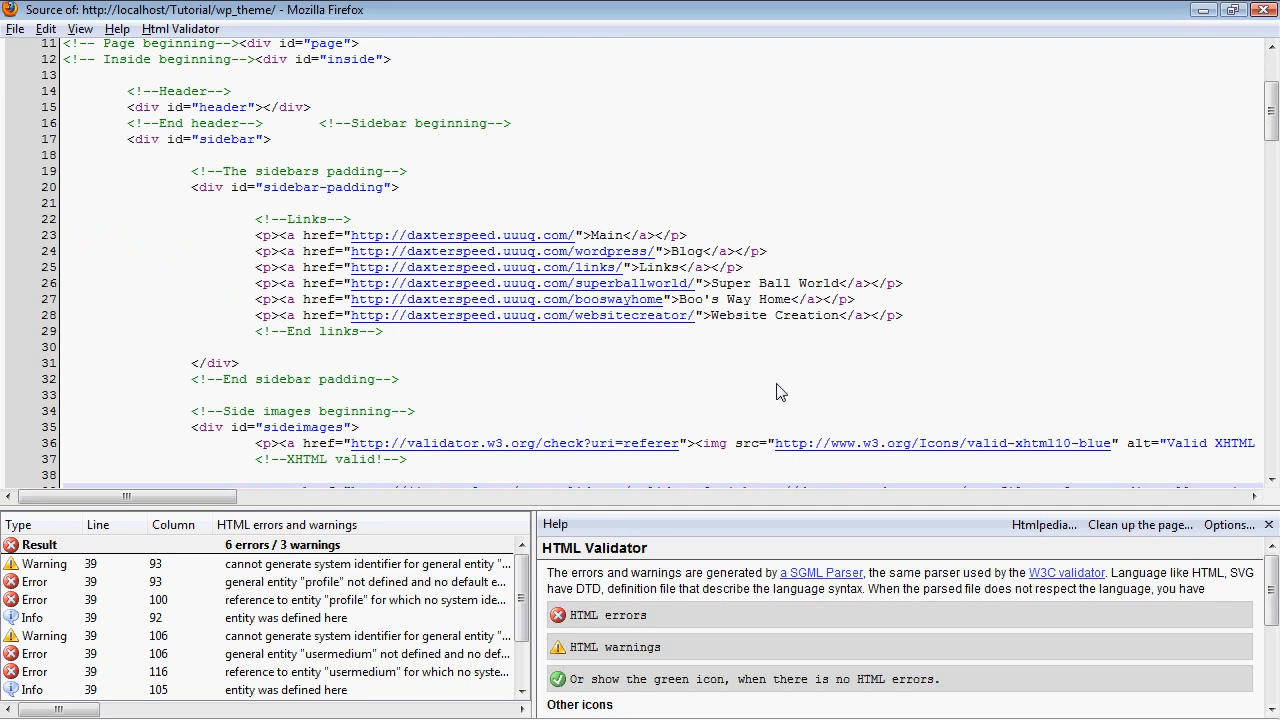 Source of: http://localhost/Tutorial/wp_theme/ - Mozilla Firefox
File Edit View Help Html Validator
11 <!-- Page beginning--><div id="page">
12 <!-- Inside beginning--><div id="inside">
13
14 <!--Header-->
15 <div id="header"></div>
16 <!--End header--> <!--Sidebar beginning-->
17 <div id="sidebar">
18
19 <!--The sidebars padding-->
20 <div id="sidebar-padding">
21
22 <!--Links-->
23 <p><a href="http://daxterspeed.uuuq.com/">Main</a></p>
24 <p><a href="http://daxterspeed.uuuq.com/wordpress/">Blog</a></p>
25 <p><a href="http://daxterspeed.uuuq.com/links/">Links</a></p>
26 <p><a href="http://daxterspeed.uuuq.com/superballworld/">Super Ball World</a></p>
27 <p><a href="http://daxterspeed.uuuq.com/booswayhome">Boo's Way Home</a></p>
28 <p><a href="http://daxterspeed.uuuq.com/websitecreator/">Website Creation</a></p>
29 <!--End links-->
30
31 </div>
32 <!--End sidebar padding-->
33
34 <!--Side images beginning-->
35 <div id="sideimages">
36 <p><a href="http://validator.w3.org/check?uri=referer"><img src="http://www.w3.org/Icons/valid-xhtml10-blue" alt="Valid XHTML
37 <!--XHTML valid!-->
38
Type Line Column HTML errors and warnings
Result 6 errors / 3 warnings
Warning 39 93 cannot generate system identifier for general entity "...
Error 39 93 general entity "profile" not defined and no default e...
Error 39 100 reference to entity "profile" for which no system ide...
Info 39 92 entity was defined here
Warning 39 106 cannot generate system identifier for general entity "...
Error 39 106 general entity "usermedium" not defined and no def...
Error 39 116 reference to entity "usermedium" for which no syste...
Info 39 105 entity was defined here
Help Htmlpedia... Clean up the page... Options...
HTML Validator
The errors and warnings are generated by a SGML Parser, the same parser used by the W3C validator. Language like HTML, SVG
have DTD, definition file that describe the language syntax. When the parsed file does not respect the language, you have
HTML errors
HTML warnings
Or show the green icon, when there is no HTML errors.
Other icons